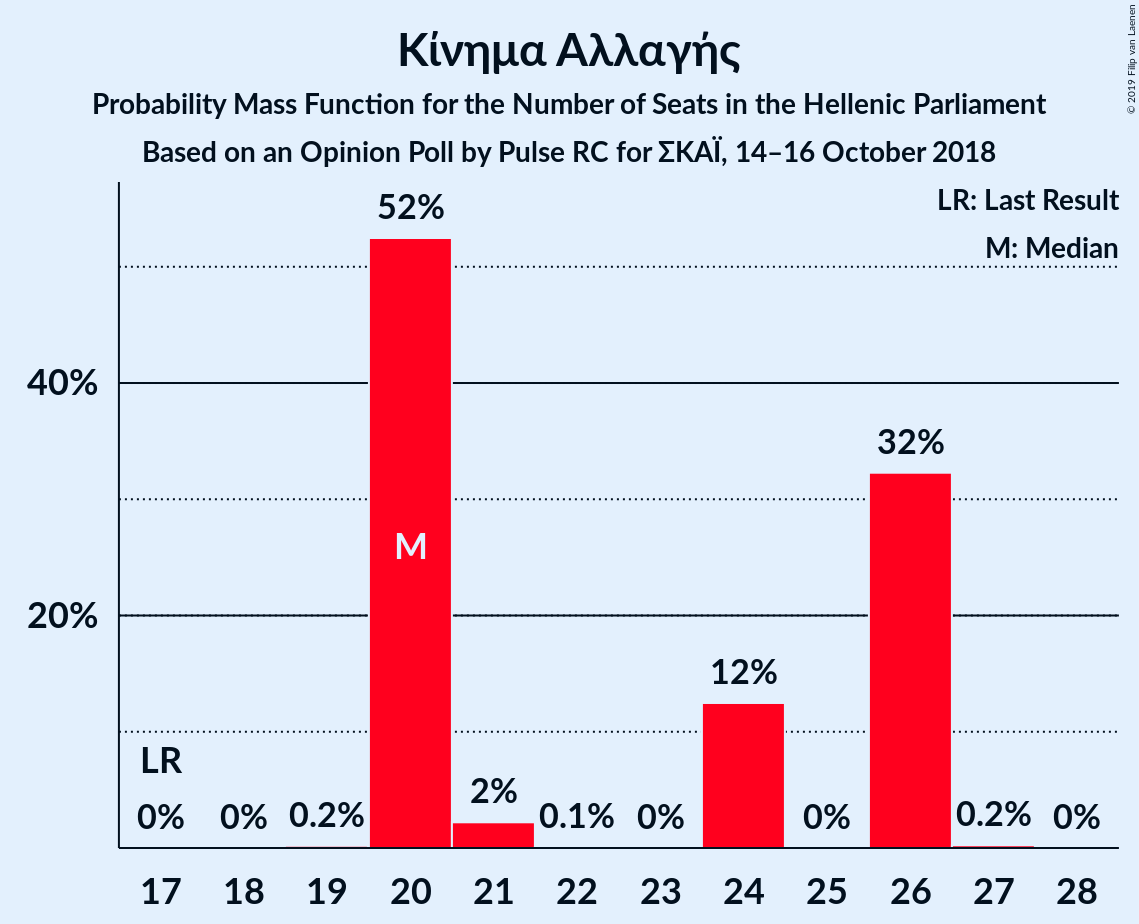 Κίνημα Αλλαγής
Probability Mass Function for the Number of Seats in the Hellenic Parliament
Based on an Opinion Poll by Pulse RC for ΣΚΑΪ, 14–16 October 2018
© 2019 Filip van Laenen
LR: Last Result
M: Median
52%
40%
32%
M
20%
12%
LR
0% 0% 0.2% 2% 0.1% 0% 0% 0.2% 0%
17 18 19 20 21 22 23 24 25 26 27 28